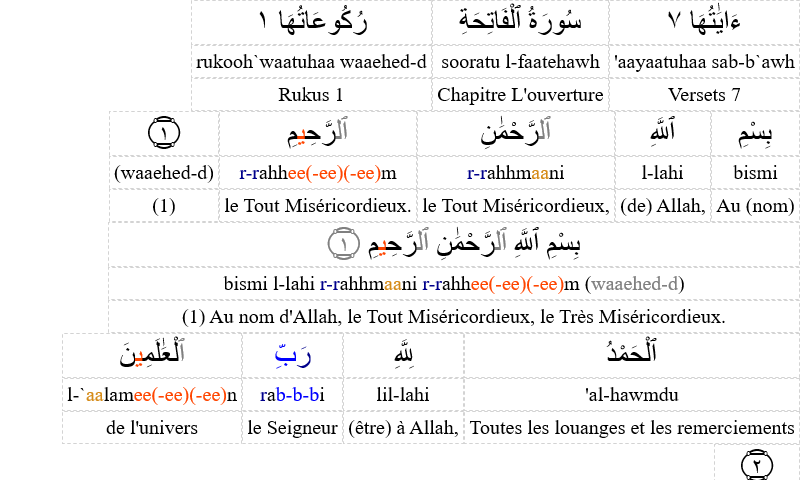 ءَايَٰتُهَا ٧ سُورَةُ ٱلْفَاتِحَةِ رُكُوعَاتُهَا ١
'aayaatuhaa sab-b`awh sooratu l-faatehawh rukooh`waatuhaa waaehed-d
Versets 7 Chapitre L'ouverture Rukus 1
بِسْمِ ٱللَّهِ ٱلرَّحْمَٰنِ ٱلرَّحِيمِ ١
bismi l-lahi r-rahhmaani r-rahhee(-ee)(-ee)m (waaehed-d)
Au (nom) (de) Allah, le Tout Miséricordieux, le Tout Miséricordieux. (1)
بِسْمِ ٱللَّهِ ٱلرَّحْمَٰنِ ٱلرَّحِيمِ ١
bismi l-lahi r-rahhmaani r-rahhee(-ee)(-ee)m (waaehed-d)
(1) Au nom d'Allah, le Tout Miséricordieux, le Très Miséricordieux.
ٱلْحَمْدُ لِلَّهِ رَبِّ ٱلْعَٰلَمِينَ
'al-hawmdu lil-lahi rab-b-bi l-`aalamee(-ee)(-ee)n
Toutes les louanges et les remerciements (être) à Allah, le Seigneur de l'univers
٢